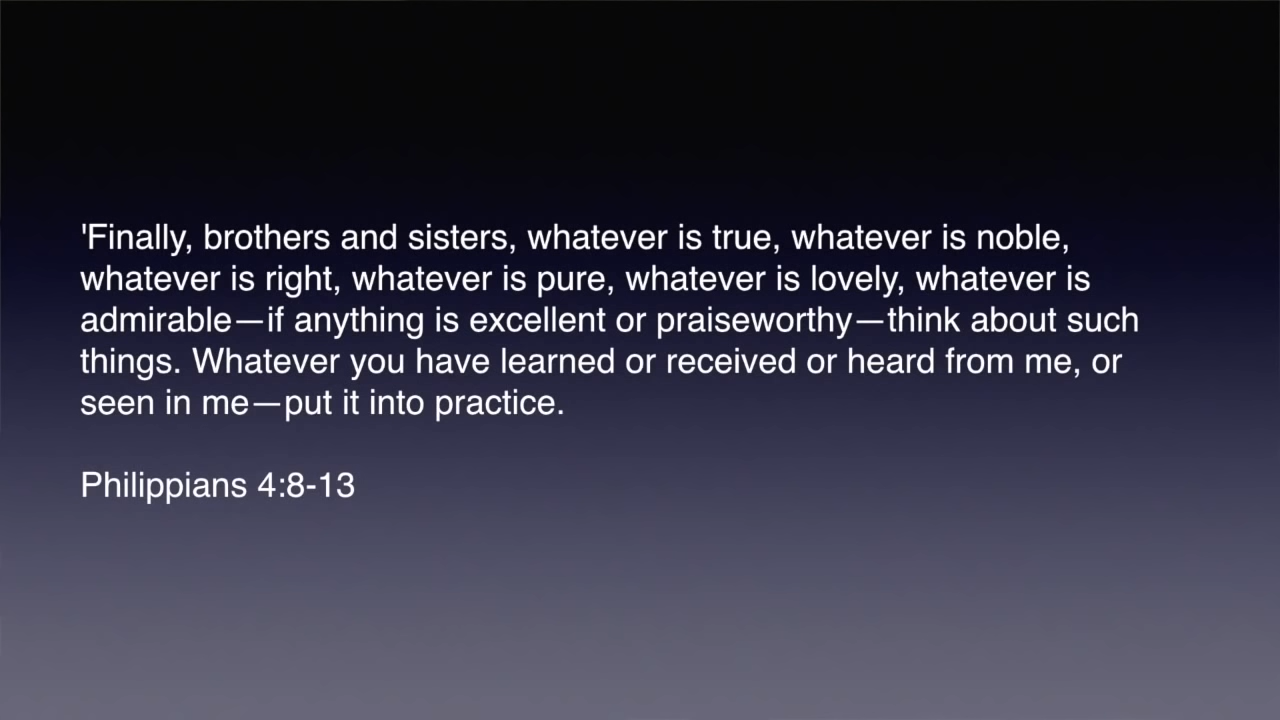 'Finally, brothers and sisters, whatever is true, whatever is noble,
whatever is right, whatever is pure, whatever is lovely, whatever is
admirable—if anything is excellent or praiseworthy—think about such
things. Whatever you have learned or received or heard from me, or
seen in me—put it into practice.
Philippians 4:8-13